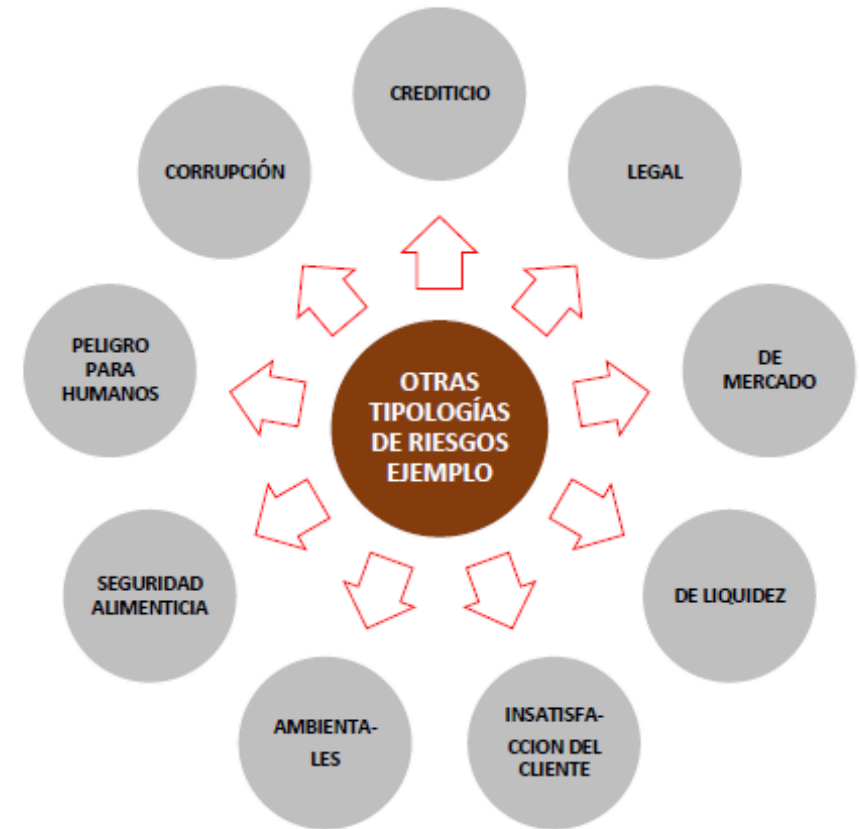 CREDITICIO
LEGAL
DE
MERCADO
DE LIQUIDEZ
INSATISFA-
CCION DEL
CLIENTE
AMBIENTA-
LES
SEGURIDAD
ALIMENTICIA
PELIGRO
PARA
HUMANOS
CORRUPCIÓN
OTRAS
TIPOLOGÍAS
DE RIESGOS
EJEMPLO